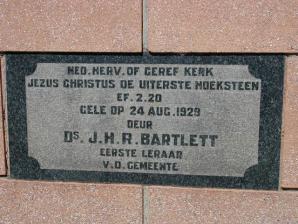 NED. HERV. OF GEREF KERK
JEZUS CHRISTUS DE UITERSTE HOEKSTEEN
EF. 2.20
GELE OP 24 AUG. 1929
DEUR
DS. J.H.R. BARTLETT
EERSTE LERAAR
V.D. GEMEENTE